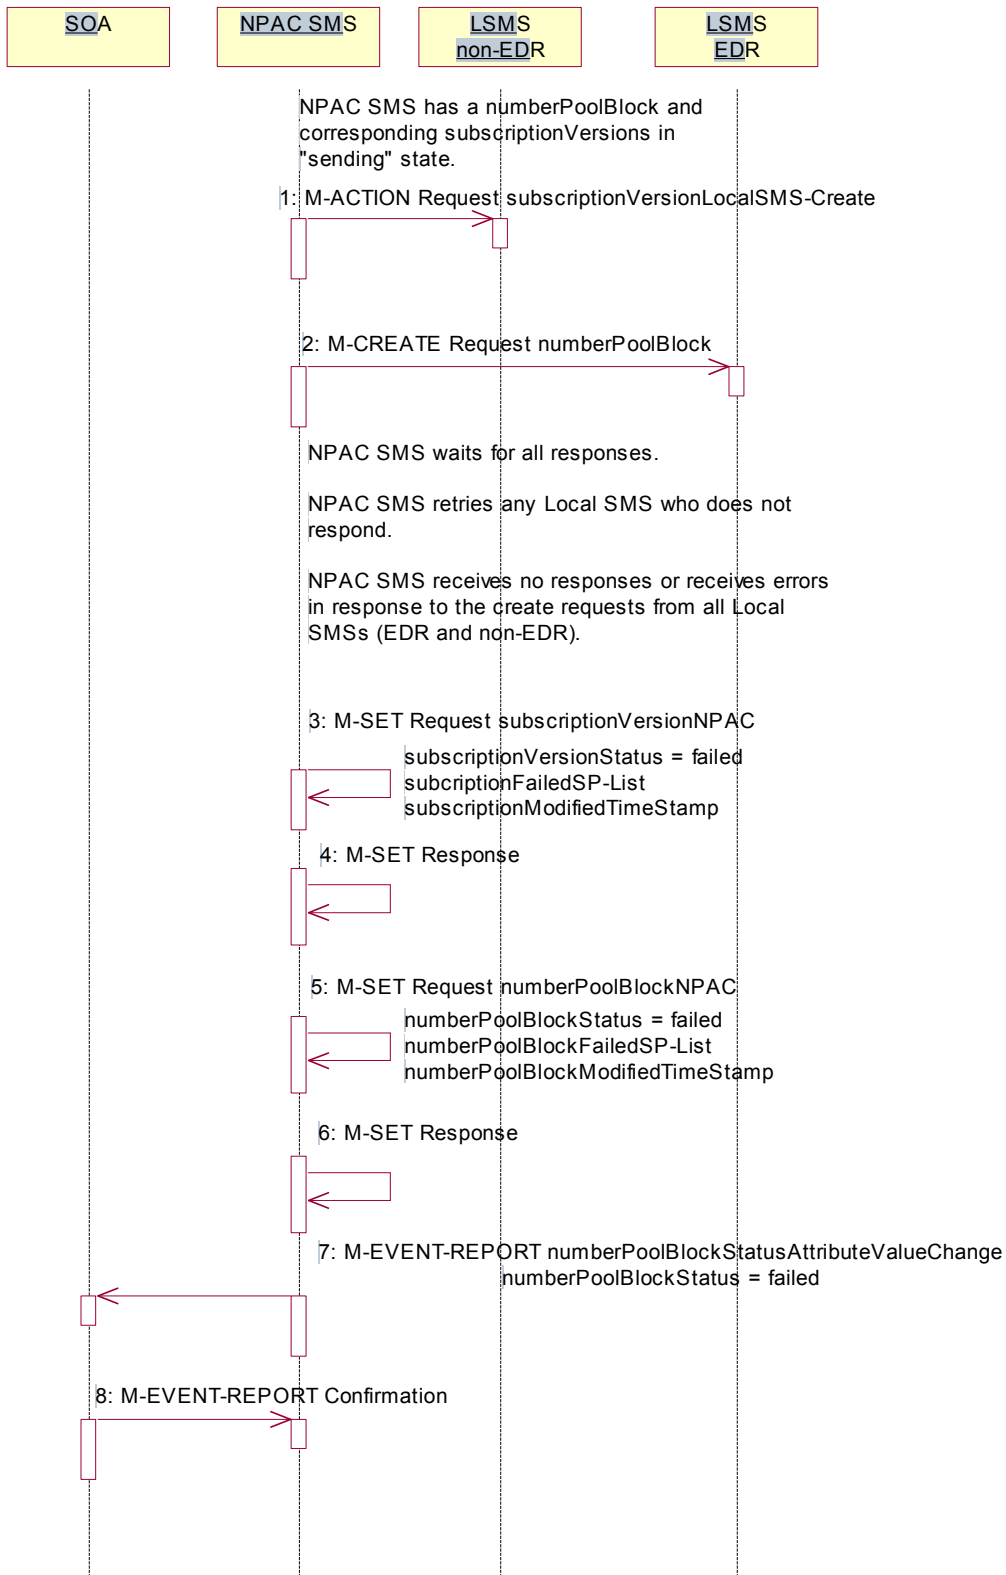 SOA
NPAC SMS
LSMS
non-EDR
LSMS
EDR
NPAC SMS has a numberPoolBlock and
corresponding subscriptionVersions in
"sending" state.
1: M-ACTION Request subscriptionVersionLocalSMS-Create
2: M-CREATE Request numberPoolBlock
NPAC SMS waits for all responses.
NPAC SMS retries any Local SMS who does not
respond.
NPAC SMS receives no responses or receives errors
in response to the create requests from all Local
SMSs (EDR and non-EDR).
3: M-SET Request subscriptionVersionNPAC
subscriptionVersionStatus = failed
subcriptionFailedSP-List
subscriptionModifiedTimeStamp
4: M-SET Response
5: M-SET Request numberPoolBlockNPAC
numberPoolBlockStatus = failed
numberPoolBlockFailedSP-List
numberPoolBlockModifiedTimeStamp
6: M-SET Response
7: M-EVENT-REPORT numberPoolBlockStatusAttributeValueChange
numberPoolBlockStatus = failed
8: M-EVENT-REPORT Confirmation